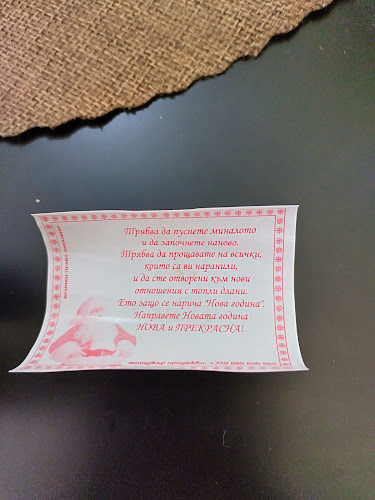 Трябва да пуснете миналото
и да започнете наново.
Трябва да прощавате на всички,
които са ви наранили,
и да сте отворени към нови
отношения с топли длани.
Ето защо се нарича "Нова година".
Направете Новата година
НОВА и ПРЕКРАСНА!